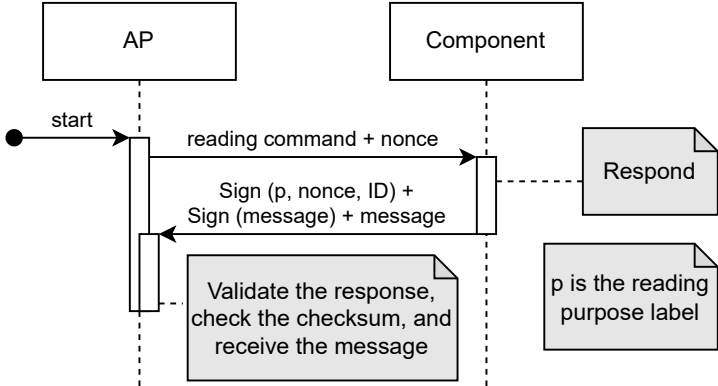 AP
Component
start
reading command + nonce
Respond
Sign (p, nonce, ID) +
Sign (message) + message
p is the reading
purpose label
Validate the response,
check the checksum, and
receive the message